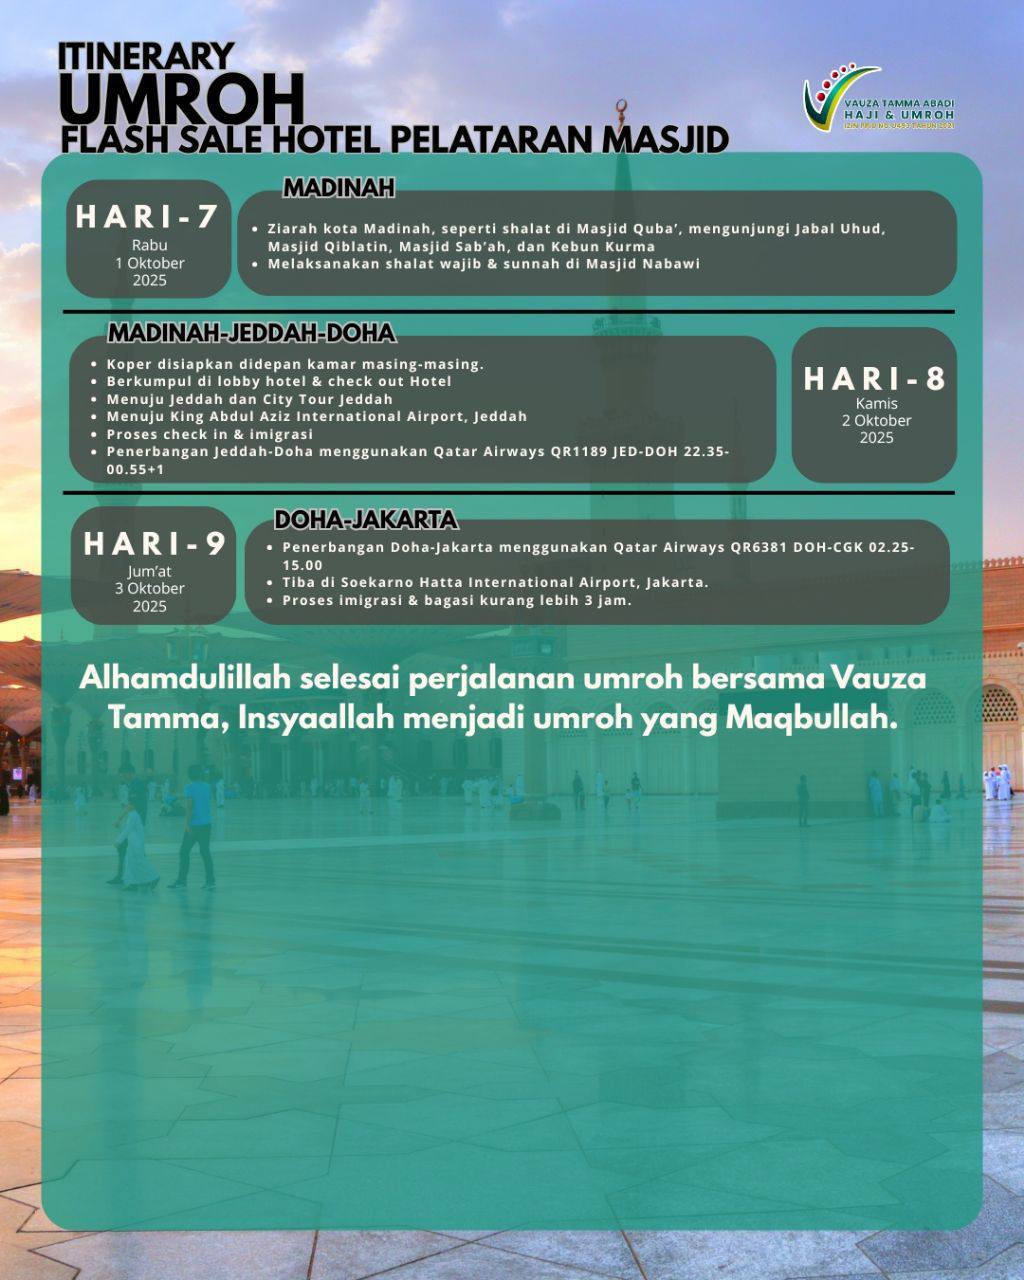 ITINERARY
UMROH
FLASH SALE HOTEL PELATARAN MASJID
VAUZA TAMMA ABADI
HAJI & UMROH
MADINAH
HARI-7
Rabu
1 Oktober
2025
• Ziarah kota Madinah, seperti shalat di Masjid Quba’, mengunjungi Jabal Uhud,
Masjid Qiblatin, Masjid Sab’ah, dan Kebun Kurma
• Melaksanakan shalat wajib & sunnah di Masjid Nabawi
MADINAH-JEDDAH-DOHA
• Koper disiapkan didepan kamar masing-masing.
• Berkumpul di lobby hotel & check out Hotel
• Menuju Jeddah dan City Tour Jeddah
• Menuju King Abdul Aziz International Airport, Jeddah
• Proses check in & imigrasi
• Penerbangan Jeddah-Doha menggunakan Qatar Airways QR1189 JED-DOH 22.35-
00.55+1
HARI-8
Kamis
2 Oktober
2025
DOHA-JAKARTA
HARI-9
Jum’at
3 Oktober
2025
• Penerbangan Doha-Jakarta menggunakan Qatar Airways QR6381 DOH-CGK 02.25-
15.00
• Tiba di Soekarno Hatta International Airport, Jakarta.
• Proses imigrasi & bagasi kurang lebih 3 jam.
Alhamdulillah selesai perjalanan umroh bersama Vauza
Tamma, Insyaallah menjadi umroh yang Maqbullah.